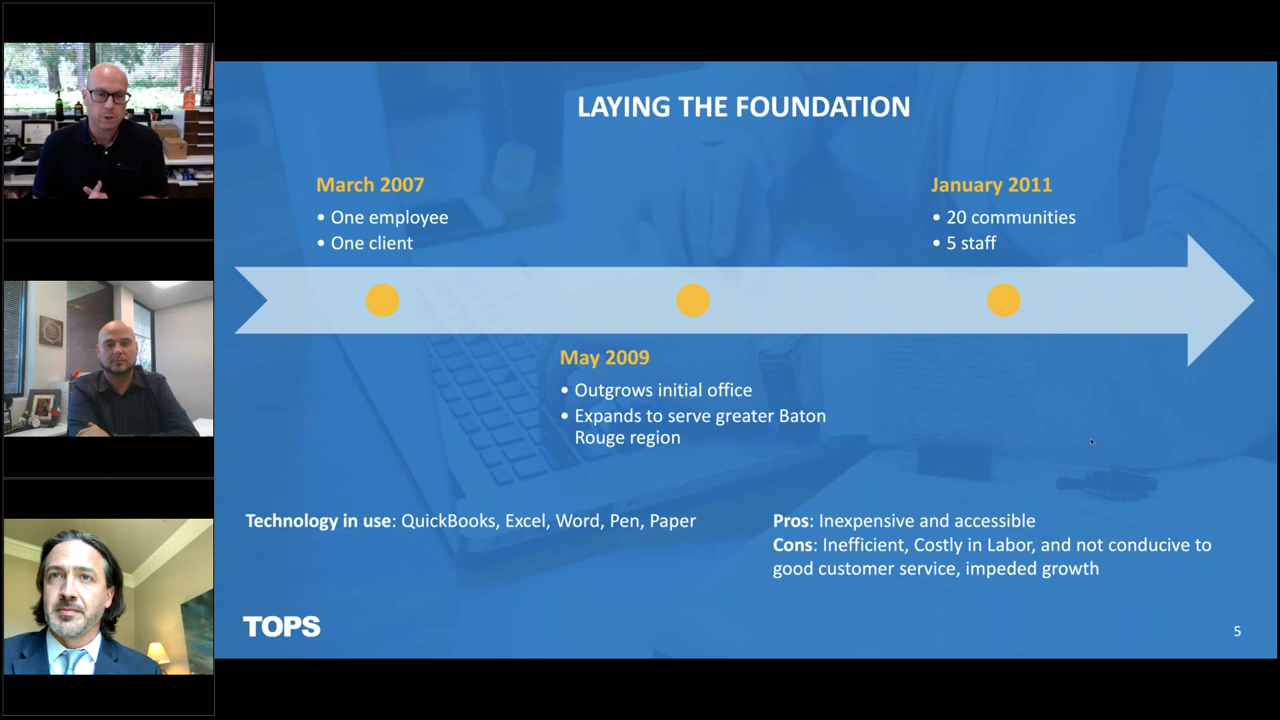 LAYING THE FOUNDATION
March 2007
• One employee
• One client
January 2011
• 20 communities
• 5 staff
May 2009
• Outgrows initial office
• Expands to serve greater Baton
Rouge region
Technology in use: QuickBooks, Excel, Word, Pen, Paper
Pros: Inexpensive and accessible
Cons: Inefficient, Costly in Labor, and not conducive to
good customer service, impeded growth
TOPS
5